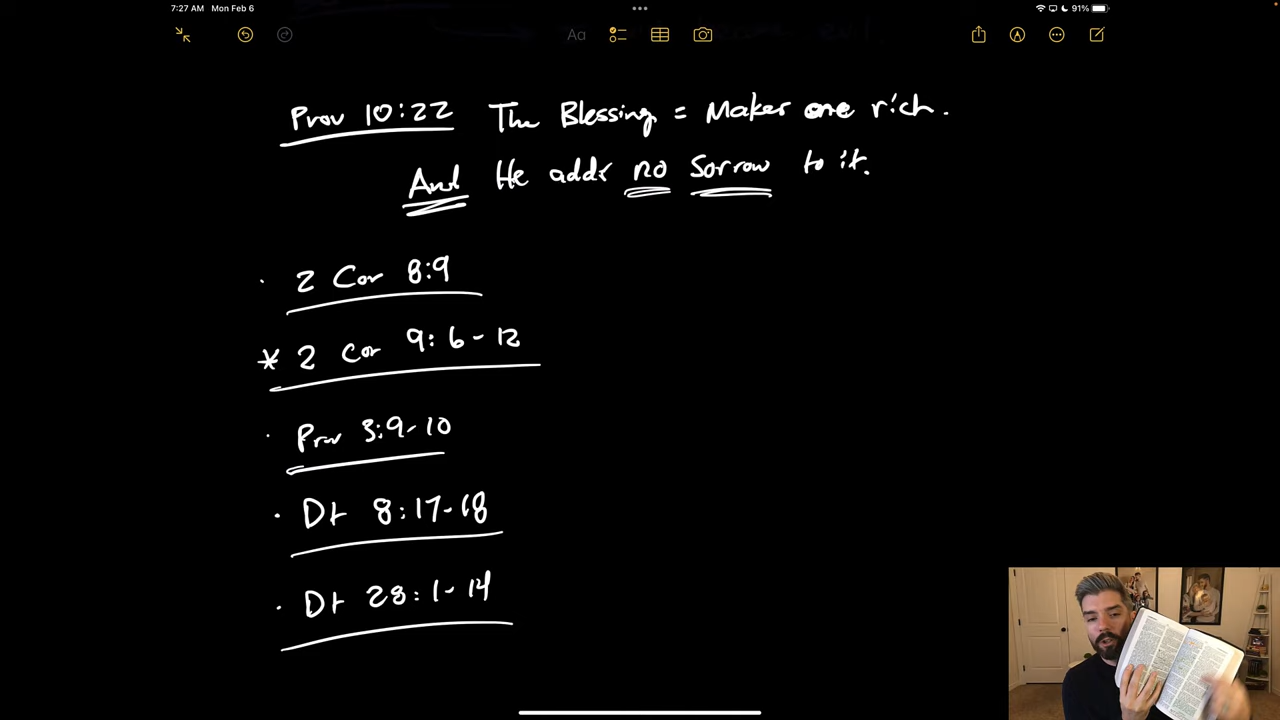 7:27 AM Mon Feb 6
91%
Aa
Prov 10:22 The Blessing = Makes one rich.
And He adds no Sorrow to it.
· 2 Cor 8:9
* 2 Cor 9:6-12
· Prov 3:9-10
· Dt 8:17-18
· Dt 28:1-14